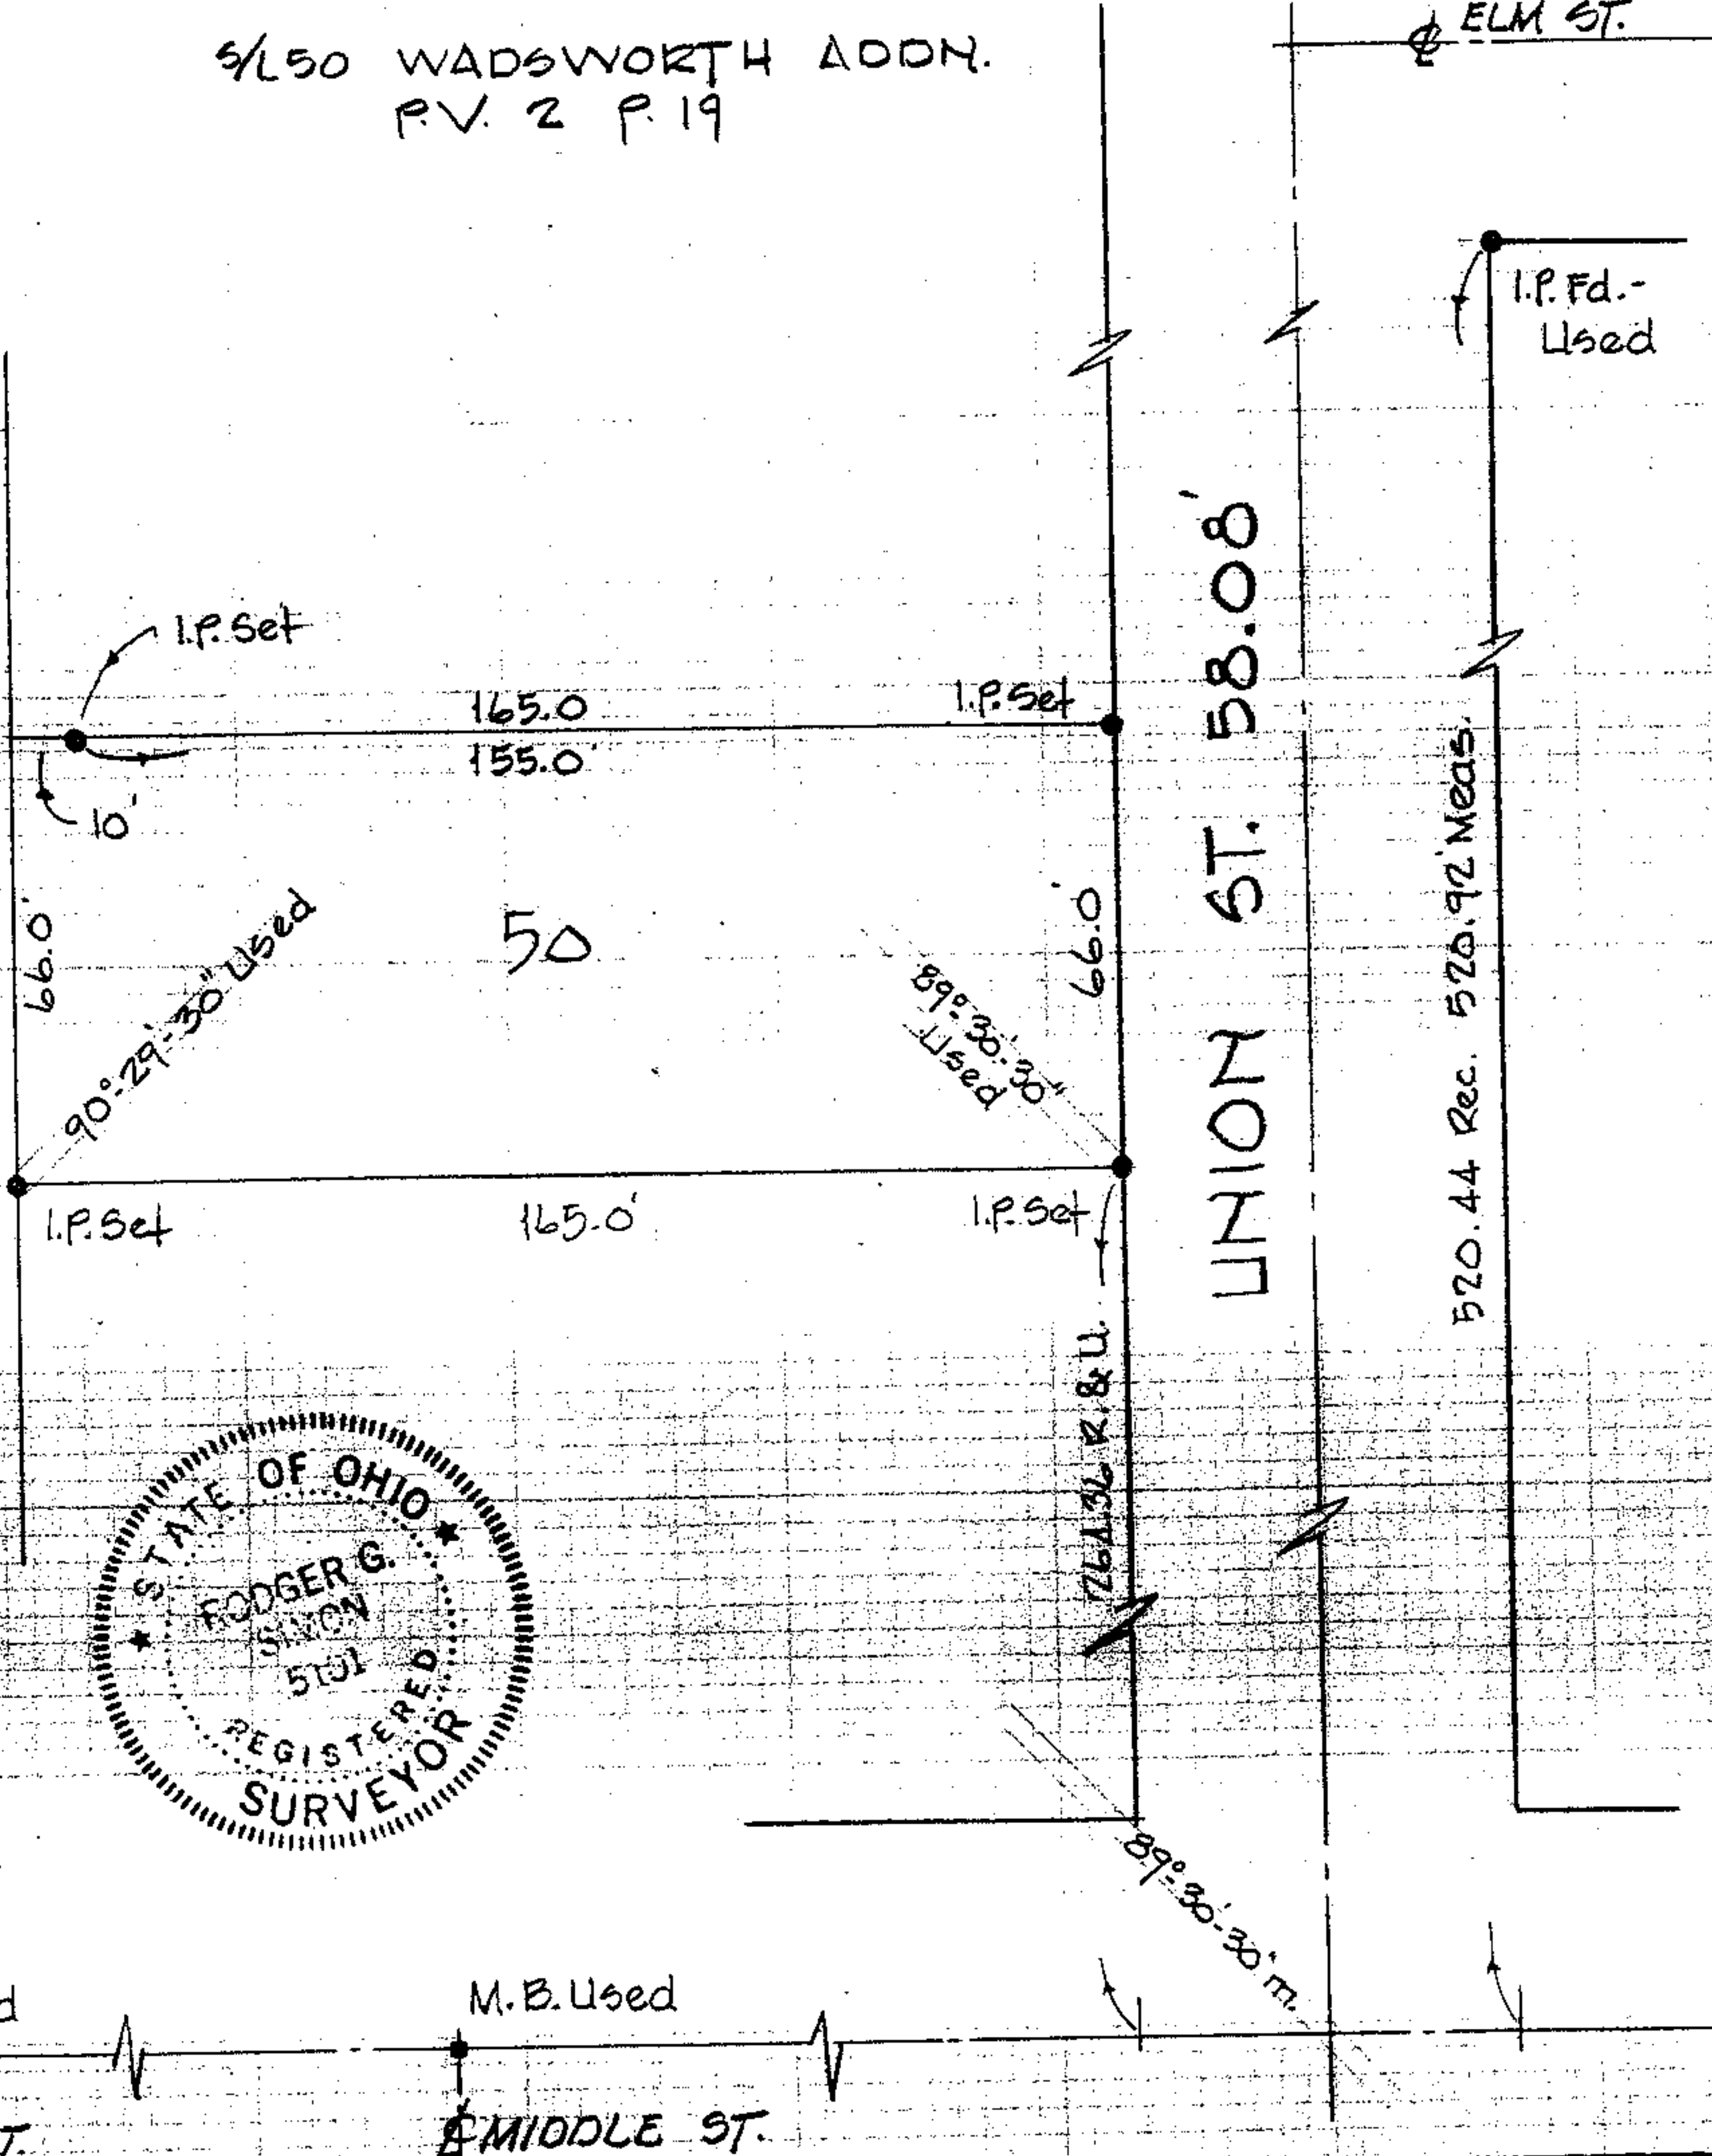 S/L 50 WADSWORTH ADDN.
P.V. 2 P. 19
℄ ELM ST.
I.P. Fd.-
Used
I.P. Set
165.0
I.P. Set
155.0'
10'
66.0'
90°-29'-30" Used
50
89°-30'-30"
Used
66.0'
UNION ST. 58.08'
520.44 Rec. 520.92' Meas.
I.P. Set
165.0'
I.P. Set
R. & U.
STATE OF OHIO
RODGER G.
REGISTERED
SURVEYOR
89°-30'-30" m.
M.B. Used
℄ MIDDLE ST.